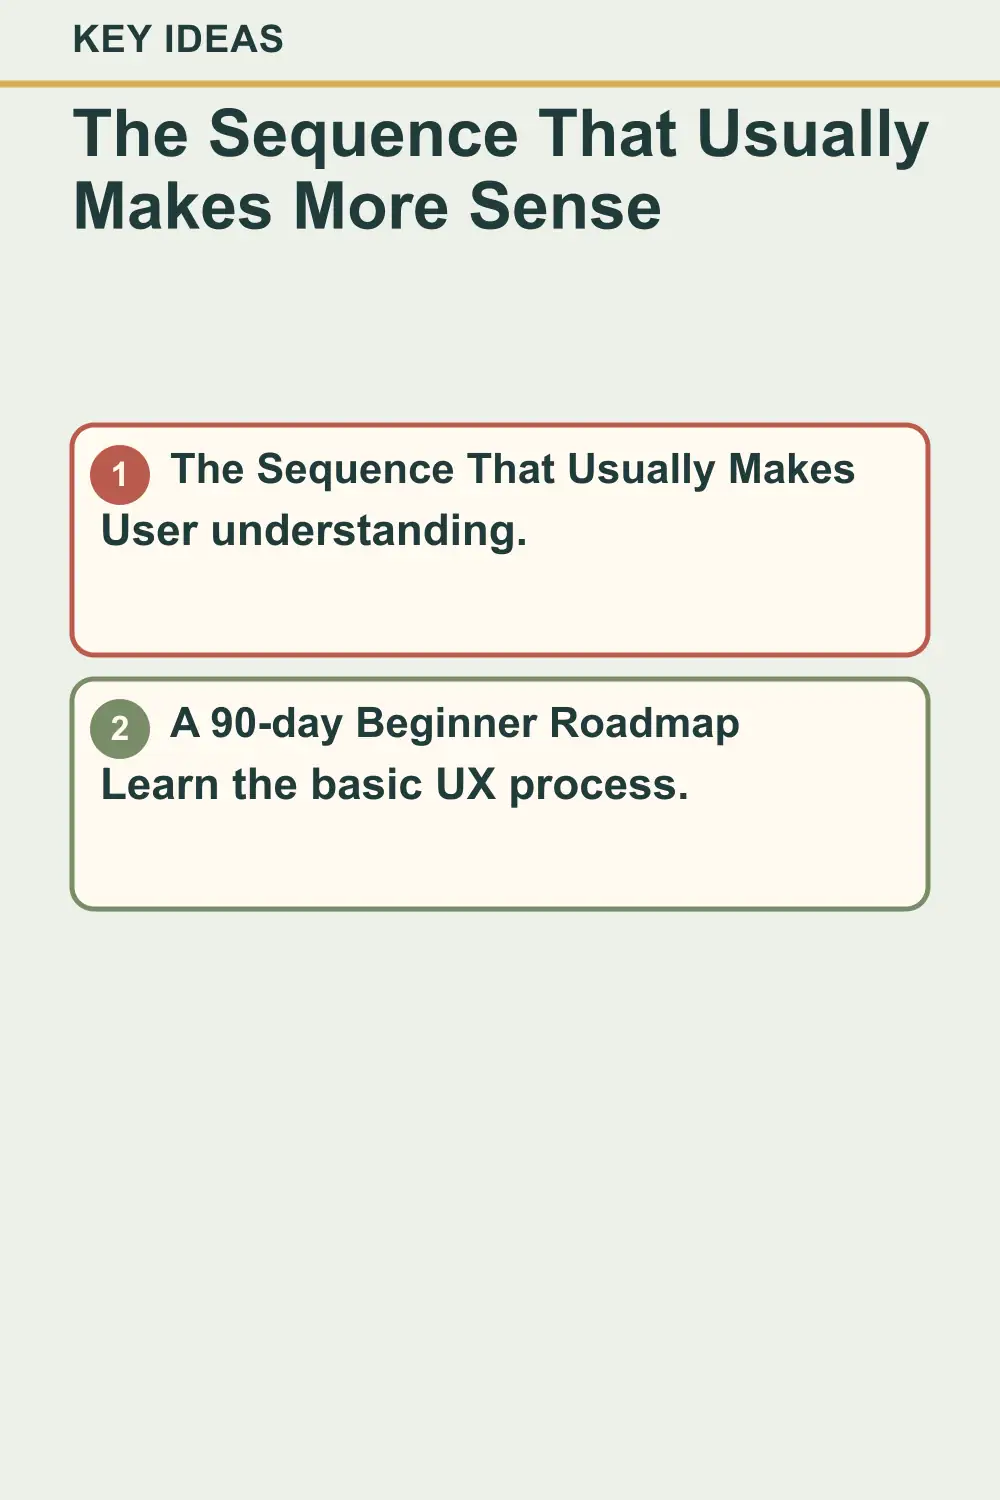 KEY IDEAS
The Sequence That Usually
Makes More Sense
1 The Sequence That Usually Makes
User understanding.
2 A 90-day Beginner Roadmap
Learn the basic UX process.